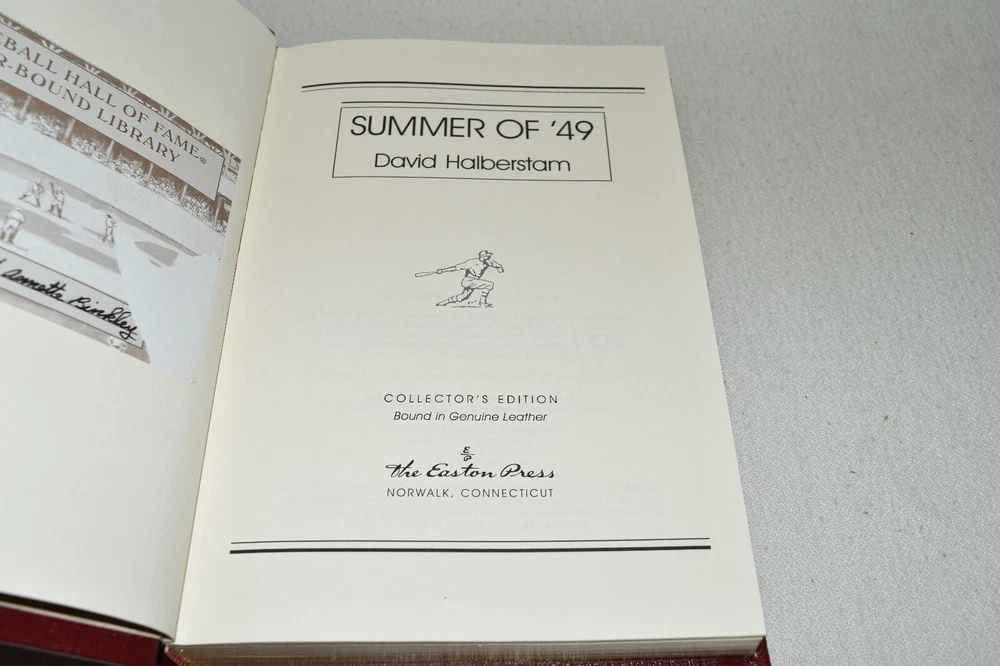 EBALL HALL OF FAME®
R-BOUND LIBRARY
Annette Binkley
SUMMER OF '49
David Halberstam
COLLECTOR'S EDITION
Bound in Genuine Leather
the Easton Press
NORWALK, CONNECTICUT